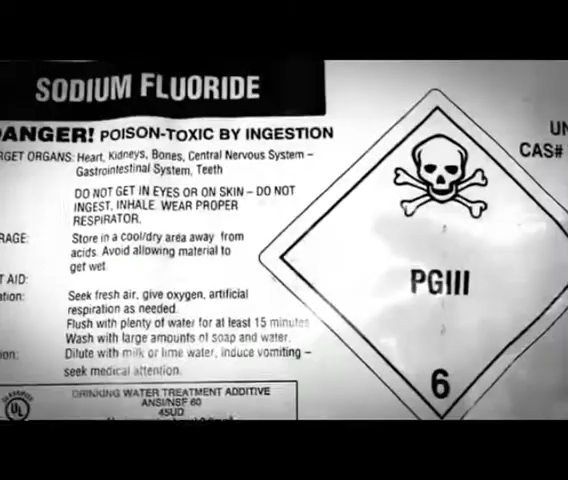 SODIUM FLUORIDE
DANGER! POISON-TOXIC BY INGESTION
RGET ORGANS: Heart, Kidneys, Bones, Central Nervous System –
Gastrointestinal System, Teeth
DO NOT GET IN EYES OR ON SKIN – DO NOT
INGEST, INHALE. WEAR PROPER
RESPIRATOR.
RAGE: Store in a cool/dry area away from
acids. Avoid allowing material to
get wet.
T AID:
ation: Seek fresh air, give oxygen, artificial
respiration as needed.
Flush with plenty of water for at least 15 minutes
Wash with large amounts of soap and water.
ion: Dilute with milk or lime water, induce vomiting –
seek medical attention.
DRINKING WATER TREATMENT ADDITIVE
ANSI/NSF 60
45UD
CLASSIFIED
UL
PGIII
6
UN
CAS#